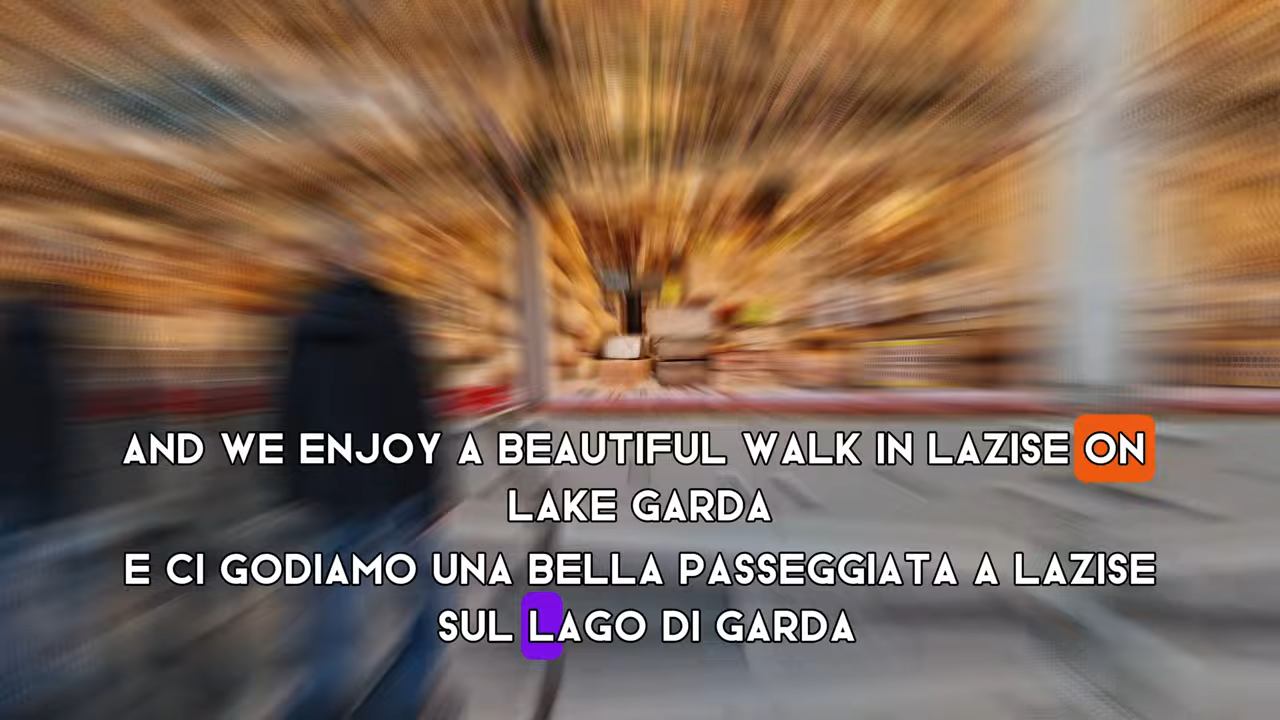 AND WE ENJOY A BEAUTIFUL WALK IN LAZISE ON
LAKE GARDA
E CI GODIAMO UNA BELLA PASSEGGIATA A LAZISE
SUL LAGO DI GARDA